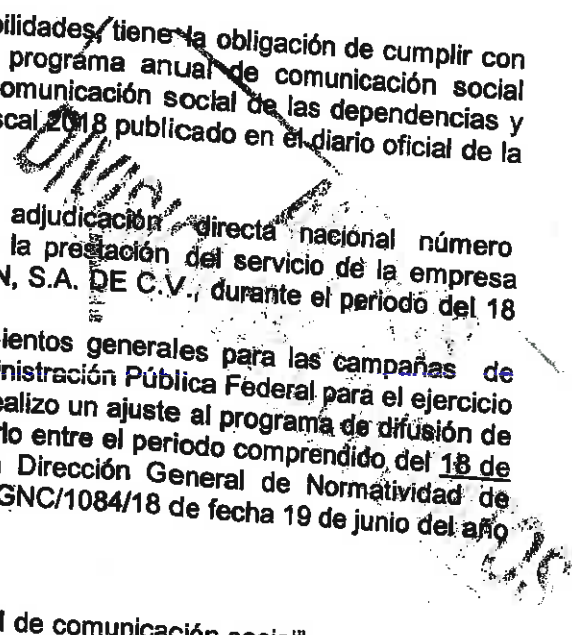 bilidades, tiene la obligación de cumplir con
programa anual de comunicación social
omunicación social de las dependencias y
scal 2018 publicado en el diario oficial de la
adjudicación directa nacional número
la prestación del servicio de la empresa
N, S.A. DE C.V., durante el periodo del 18
ientos generales para las campañas de
inistración Pública Federal para el ejercicio
ealizo un ajuste al programa de difusión de
rlo entre el periodo comprendido del 18 de
Dirección General de Normatividad de
GNC/1084/18 de fecha 19 de junio del año
l de comunicación social"